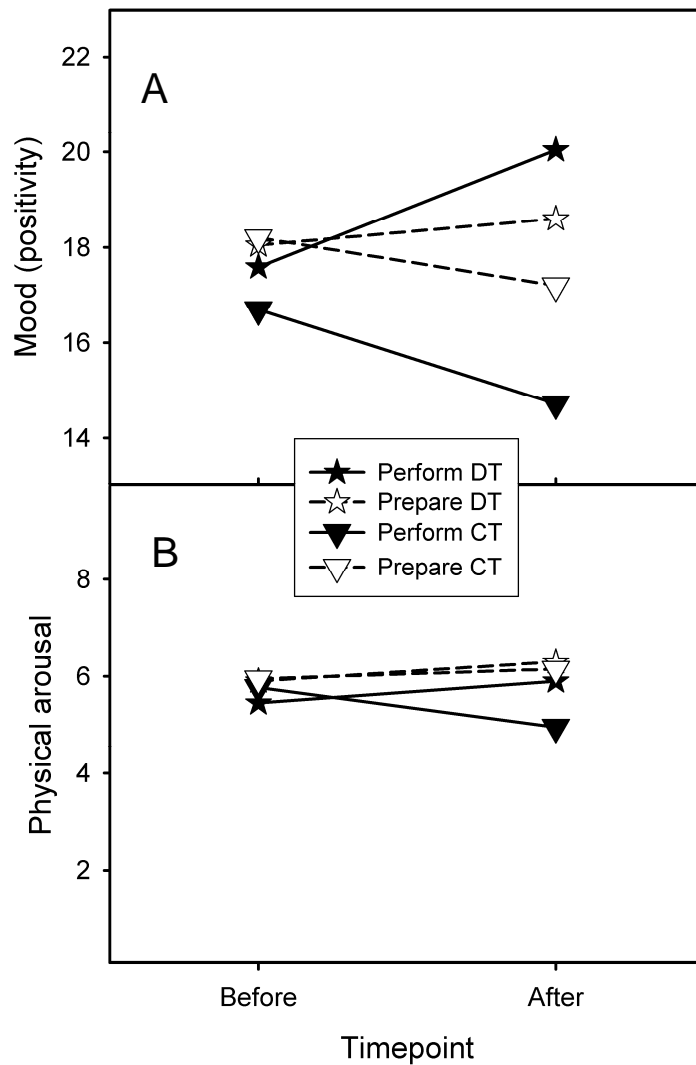 A
Mood (positivity)
22
20
18
16
14
Perform DT
Prepare DT
Perform CT
Prepare CT
B
Physical arousal
8
6
4
2
Before
After
Timepoint